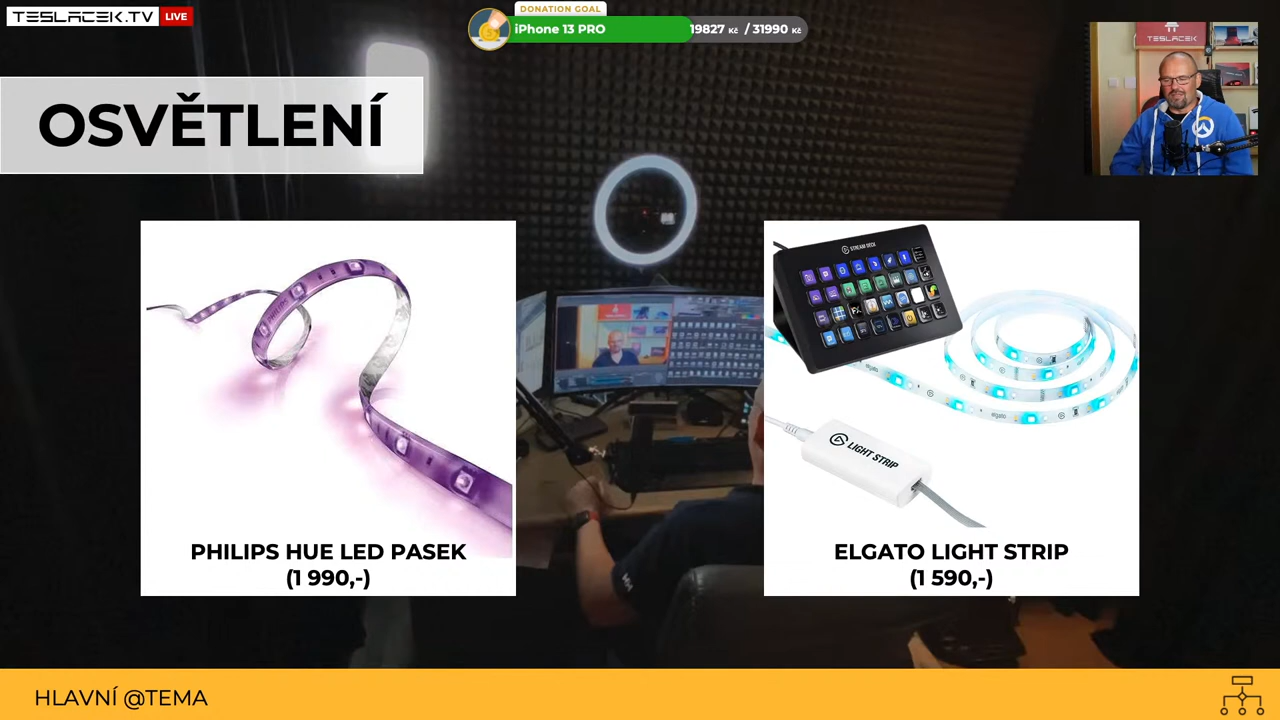 TESLACEK.TV LIVE
DONATION GOAL
iPhone 13 PRO
19827 Kč / 31990 Kč
TESLACEK
OSVĚTLENÍ
STREAM DECK
elgato
LIGHT STRIP
PHILIPS HUE LED PASEK
(1 990,-)
ELGATO LIGHT STRIP
(1 590,-)
HLAVNÍ @TEMA